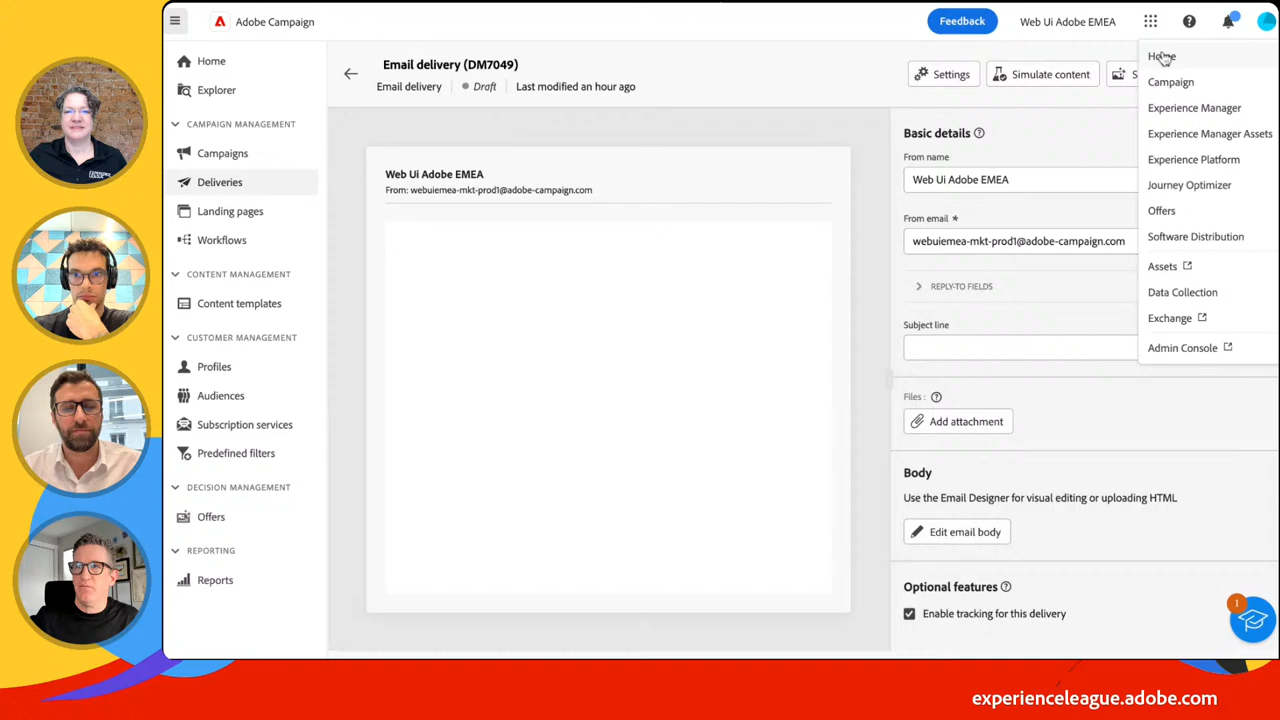 Adobe Campaign
Feedback
Web Ui Adobe EMEA
Home
Explorer
CAMPAIGN MANAGEMENT
Campaigns
Deliveries
Landing pages
Workflows
CONTENT MANAGEMENT
Content templates
CUSTOMER MANAGEMENT
Profiles
Audiences
Subscription services
Predefined filters
DECISION MANAGEMENT
Offers
REPORTING
Reports
Email delivery (DM7049)
Email delivery
Draft
Last modified an hour ago
Settings
Simulate content
Web Ui Adobe EMEA
From: webuiemea-mkt-prod1@adobe-campaign.com
Basic details
From name
Web Ui Adobe EMEA
From email *
webuiemea-mkt-prod1@adobe-campaign.com
REPLY-TO FIELDS
Subject line
Files :
Add attachment
Body
Use the Email Designer for visual editing or uploading HTML
Edit email body
Optional features
Enable tracking for this delivery
Home
Campaign
Experience Manager
Experience Manager Assets
Experience Platform
Journey Optimizer
Offers
Software Distribution
Assets
Data Collection
Exchange
Admin Console
1
experienceleague.adobe.com